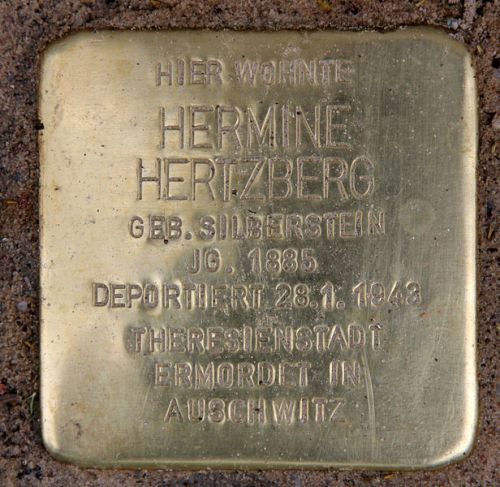 HIER WOHNTE
HERMINE
HERTZBERG
GEB. SILBERSTEIN
JG. 1885
DEPORTIERT 28.1. 1943
THERESIENSTADT
ERMORDET IN
AUSCHWITZ